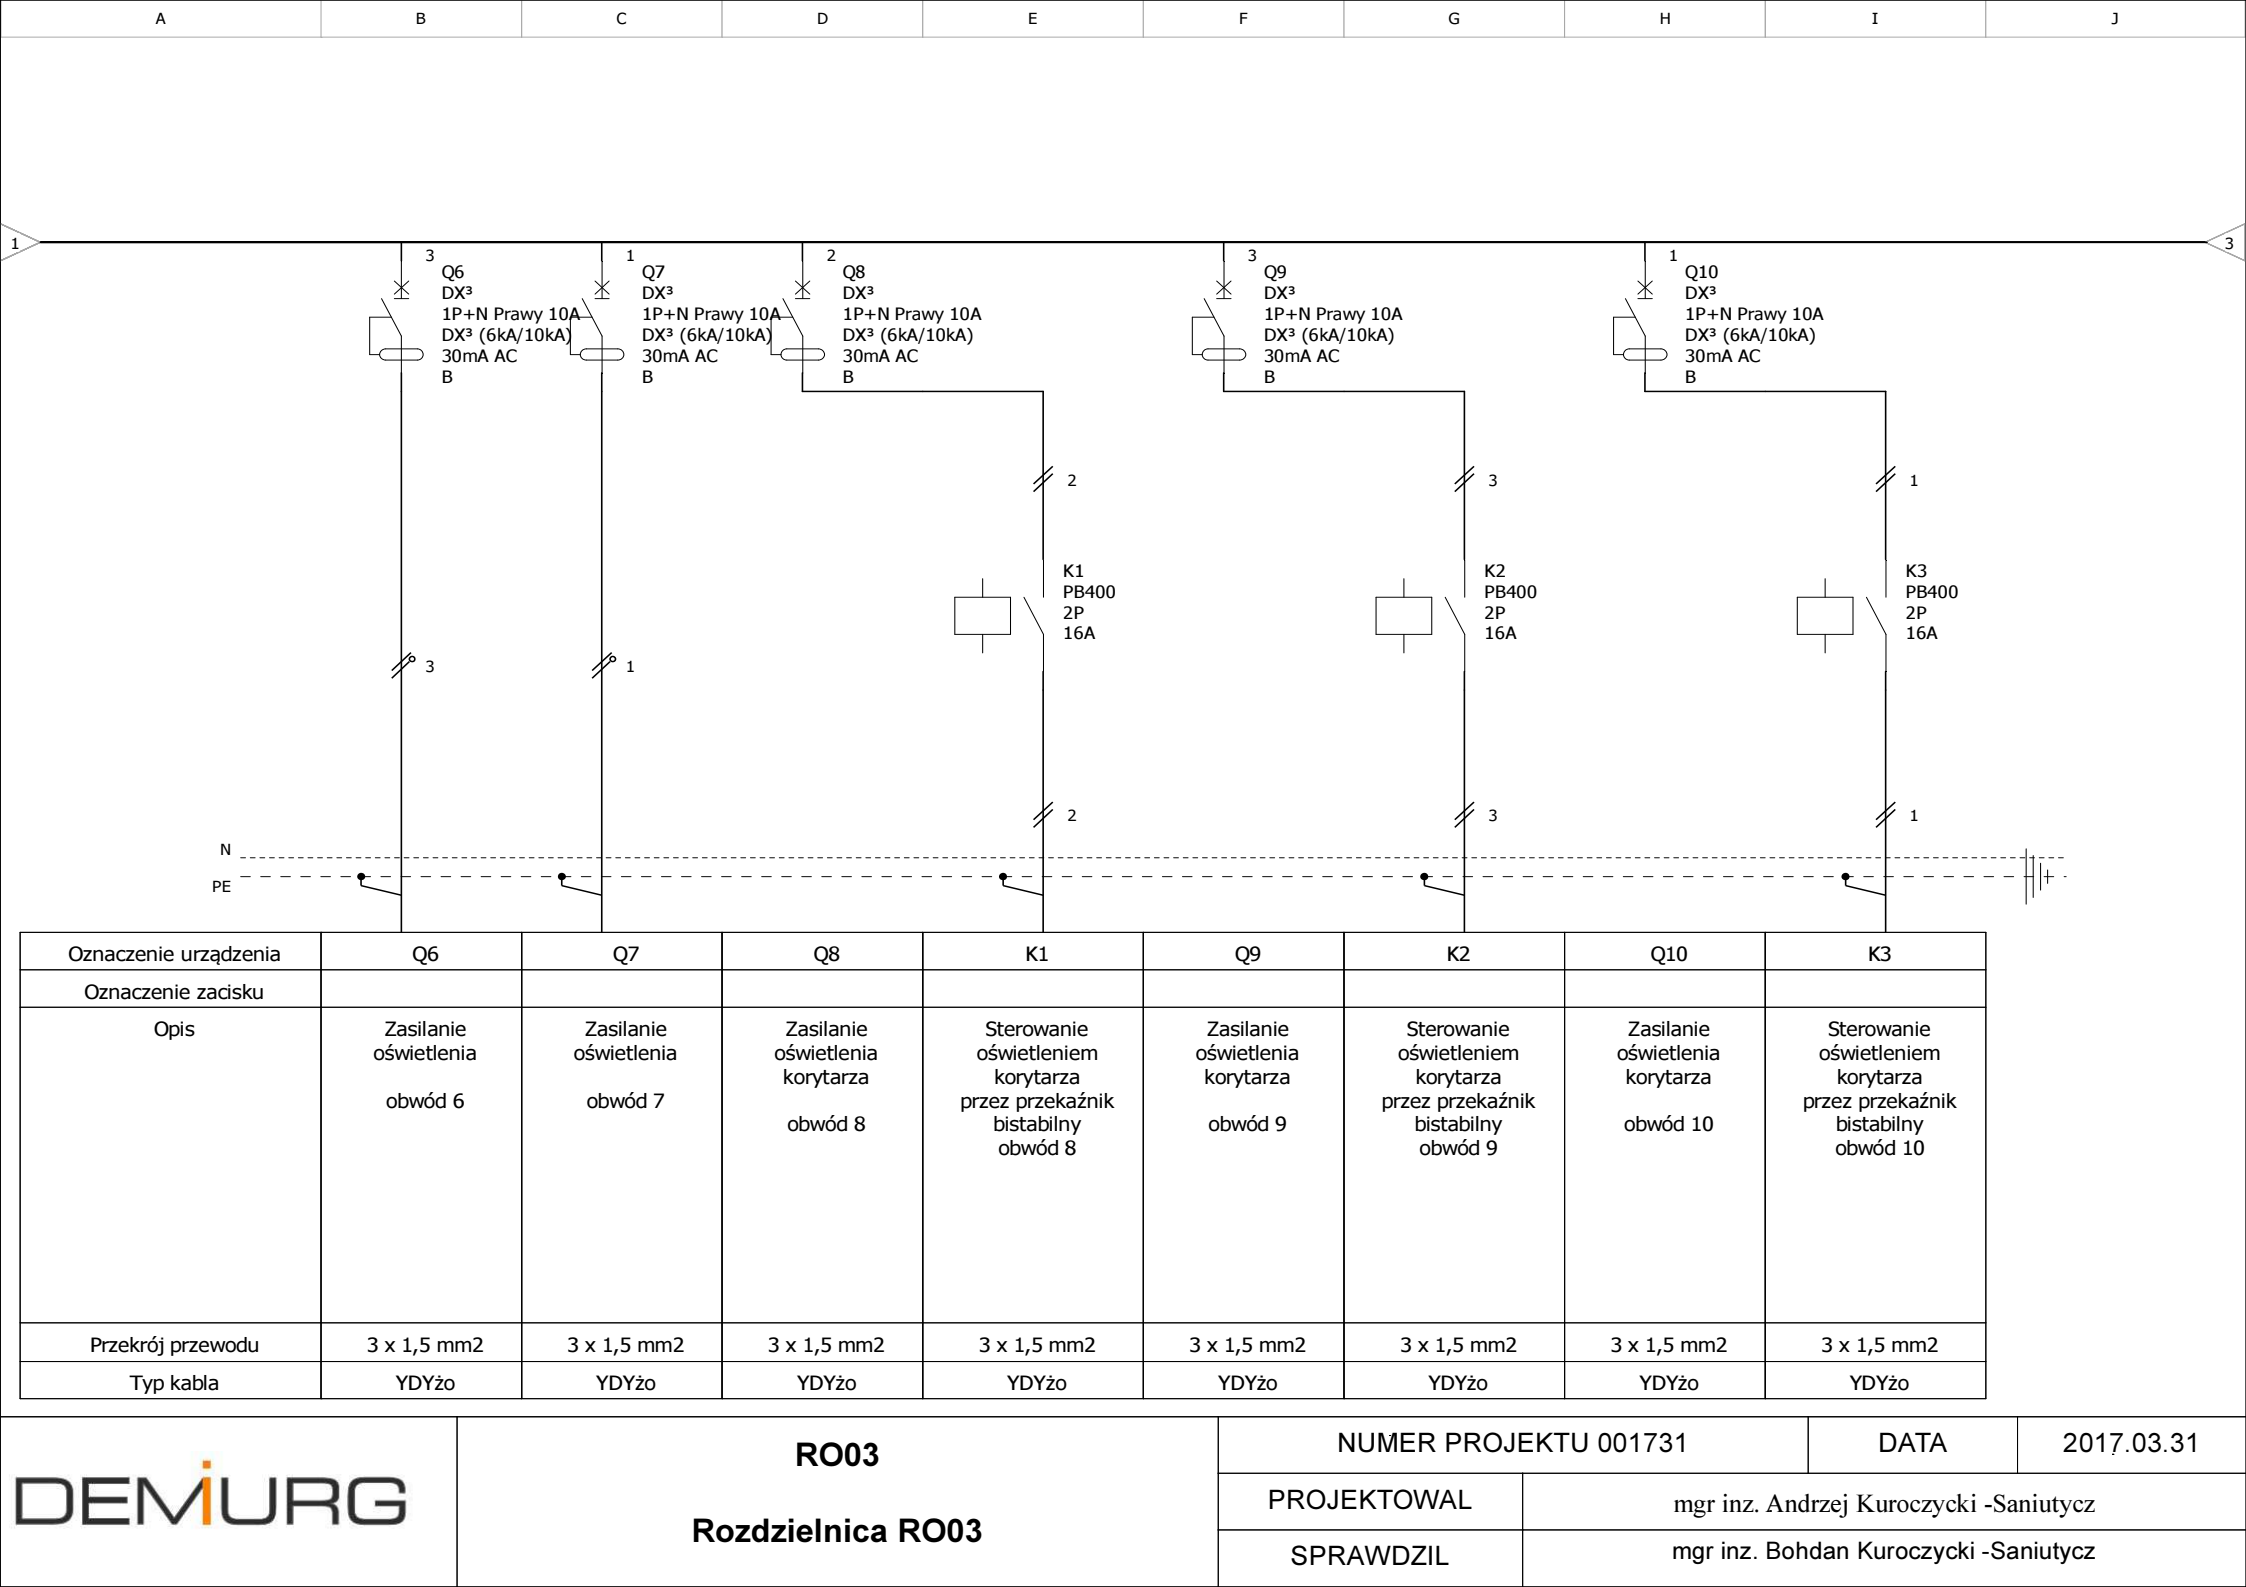 A B C D E F G H I J
1
3
3
Q6
DX³
1P+N Prawy 10A
DX³ (6kA/10kA)
30mA AC
B
1
Q7
DX³
1P+N Prawy 10A
DX³ (6kA/10kA)
30mA AC
B
2
Q8
DX³
1P+N Prawy 10A
DX³ (6kA/10kA)
30mA AC
B
3
Q9
DX³
1P+N Prawy 10A
DX³ (6kA/10kA)
30mA AC
B
1
Q10
DX³
1P+N Prawy 10A
DX³ (6kA/10kA)
30mA AC
B
2
3
1
K1
PB400
2P
16A
K2
PB400
2P
16A
K3
PB400
2P
16A
3
1
2
3
1
N
PE
Oznaczenie urządzenia Q6 Q7 Q8 K1 Q9 K2 Q10 K3
Oznaczenie zacisku
Opis
Zasilanie
oświetlenia
obwód 6
Zasilanie
oświetlenia
obwód 7
Zasilanie
oświetlenia
korytarza
obwód 8
Sterowanie
oświetleniem
korytarza
przez przekaźnik
bistabilny
obwód 8
Zasilanie
oświetlenia
korytarza
obwód 9
Sterowanie
oświetleniem
korytarza
przez przekaźnik
bistabilny
obwód 9
Zasilanie
oświetlenia
korytarza
obwód 10
Sterowanie
oświetleniem
korytarza
przez przekaźnik
bistabilny
obwód 10
Przekrój przewodu 3 x 1,5 mm2 3 x 1,5 mm2 3 x 1,5 mm2 3 x 1,5 mm2 3 x 1,5 mm2 3 x 1,5 mm2 3 x 1,5 mm2 3 x 1,5 mm2
Typ kabla YDYżo YDYżo YDYżo YDYżo YDYżo YDYżo YDYżo YDYżo
DEMiURG
RO03
Rozdzielnica RO03
NUMER PROJEKTU 001731 DATA 2017.03.31
PROJEKTOWAL mgr inz. Andrzej Kuroczycki -Saniutycz
SPRAWDZIL mgr inz. Bohdan Kuroczycki -Saniutycz